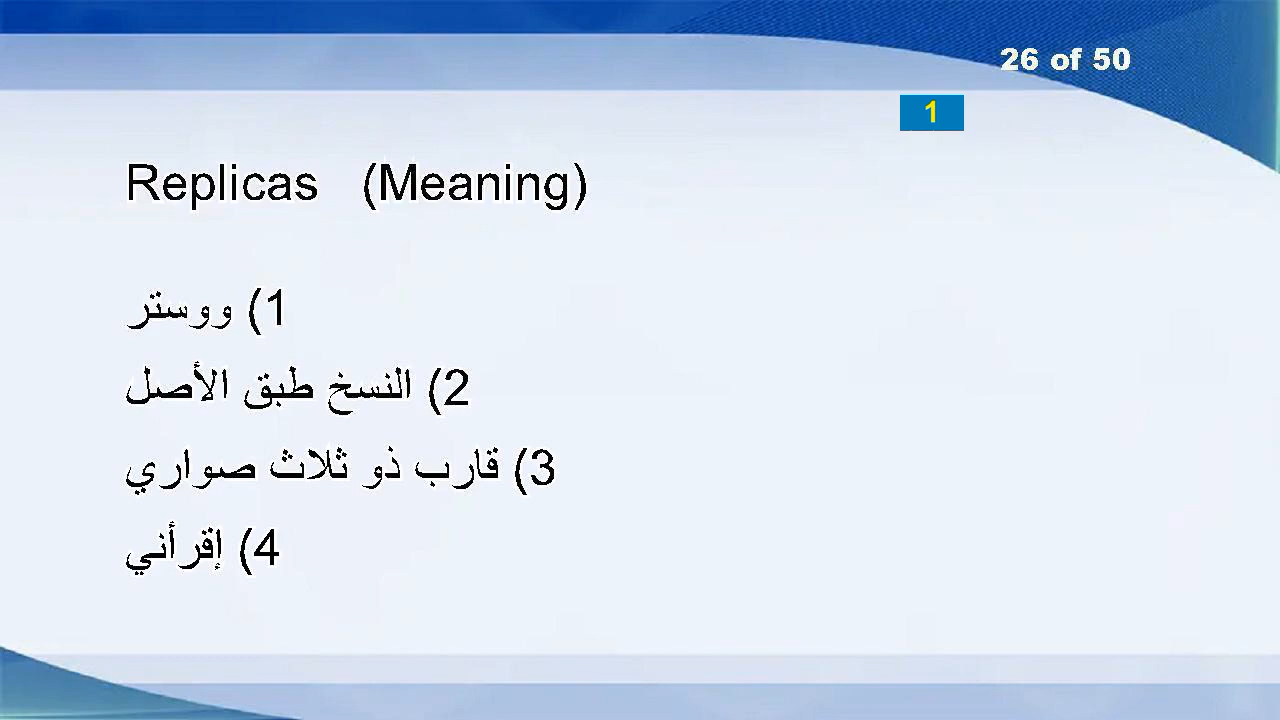 26 of 50
1
Replicas (Meaning)
1) ووستر
2) النسخ طبق الأصل
3) قارب ذو ثلاث صواري
4) إقرأني